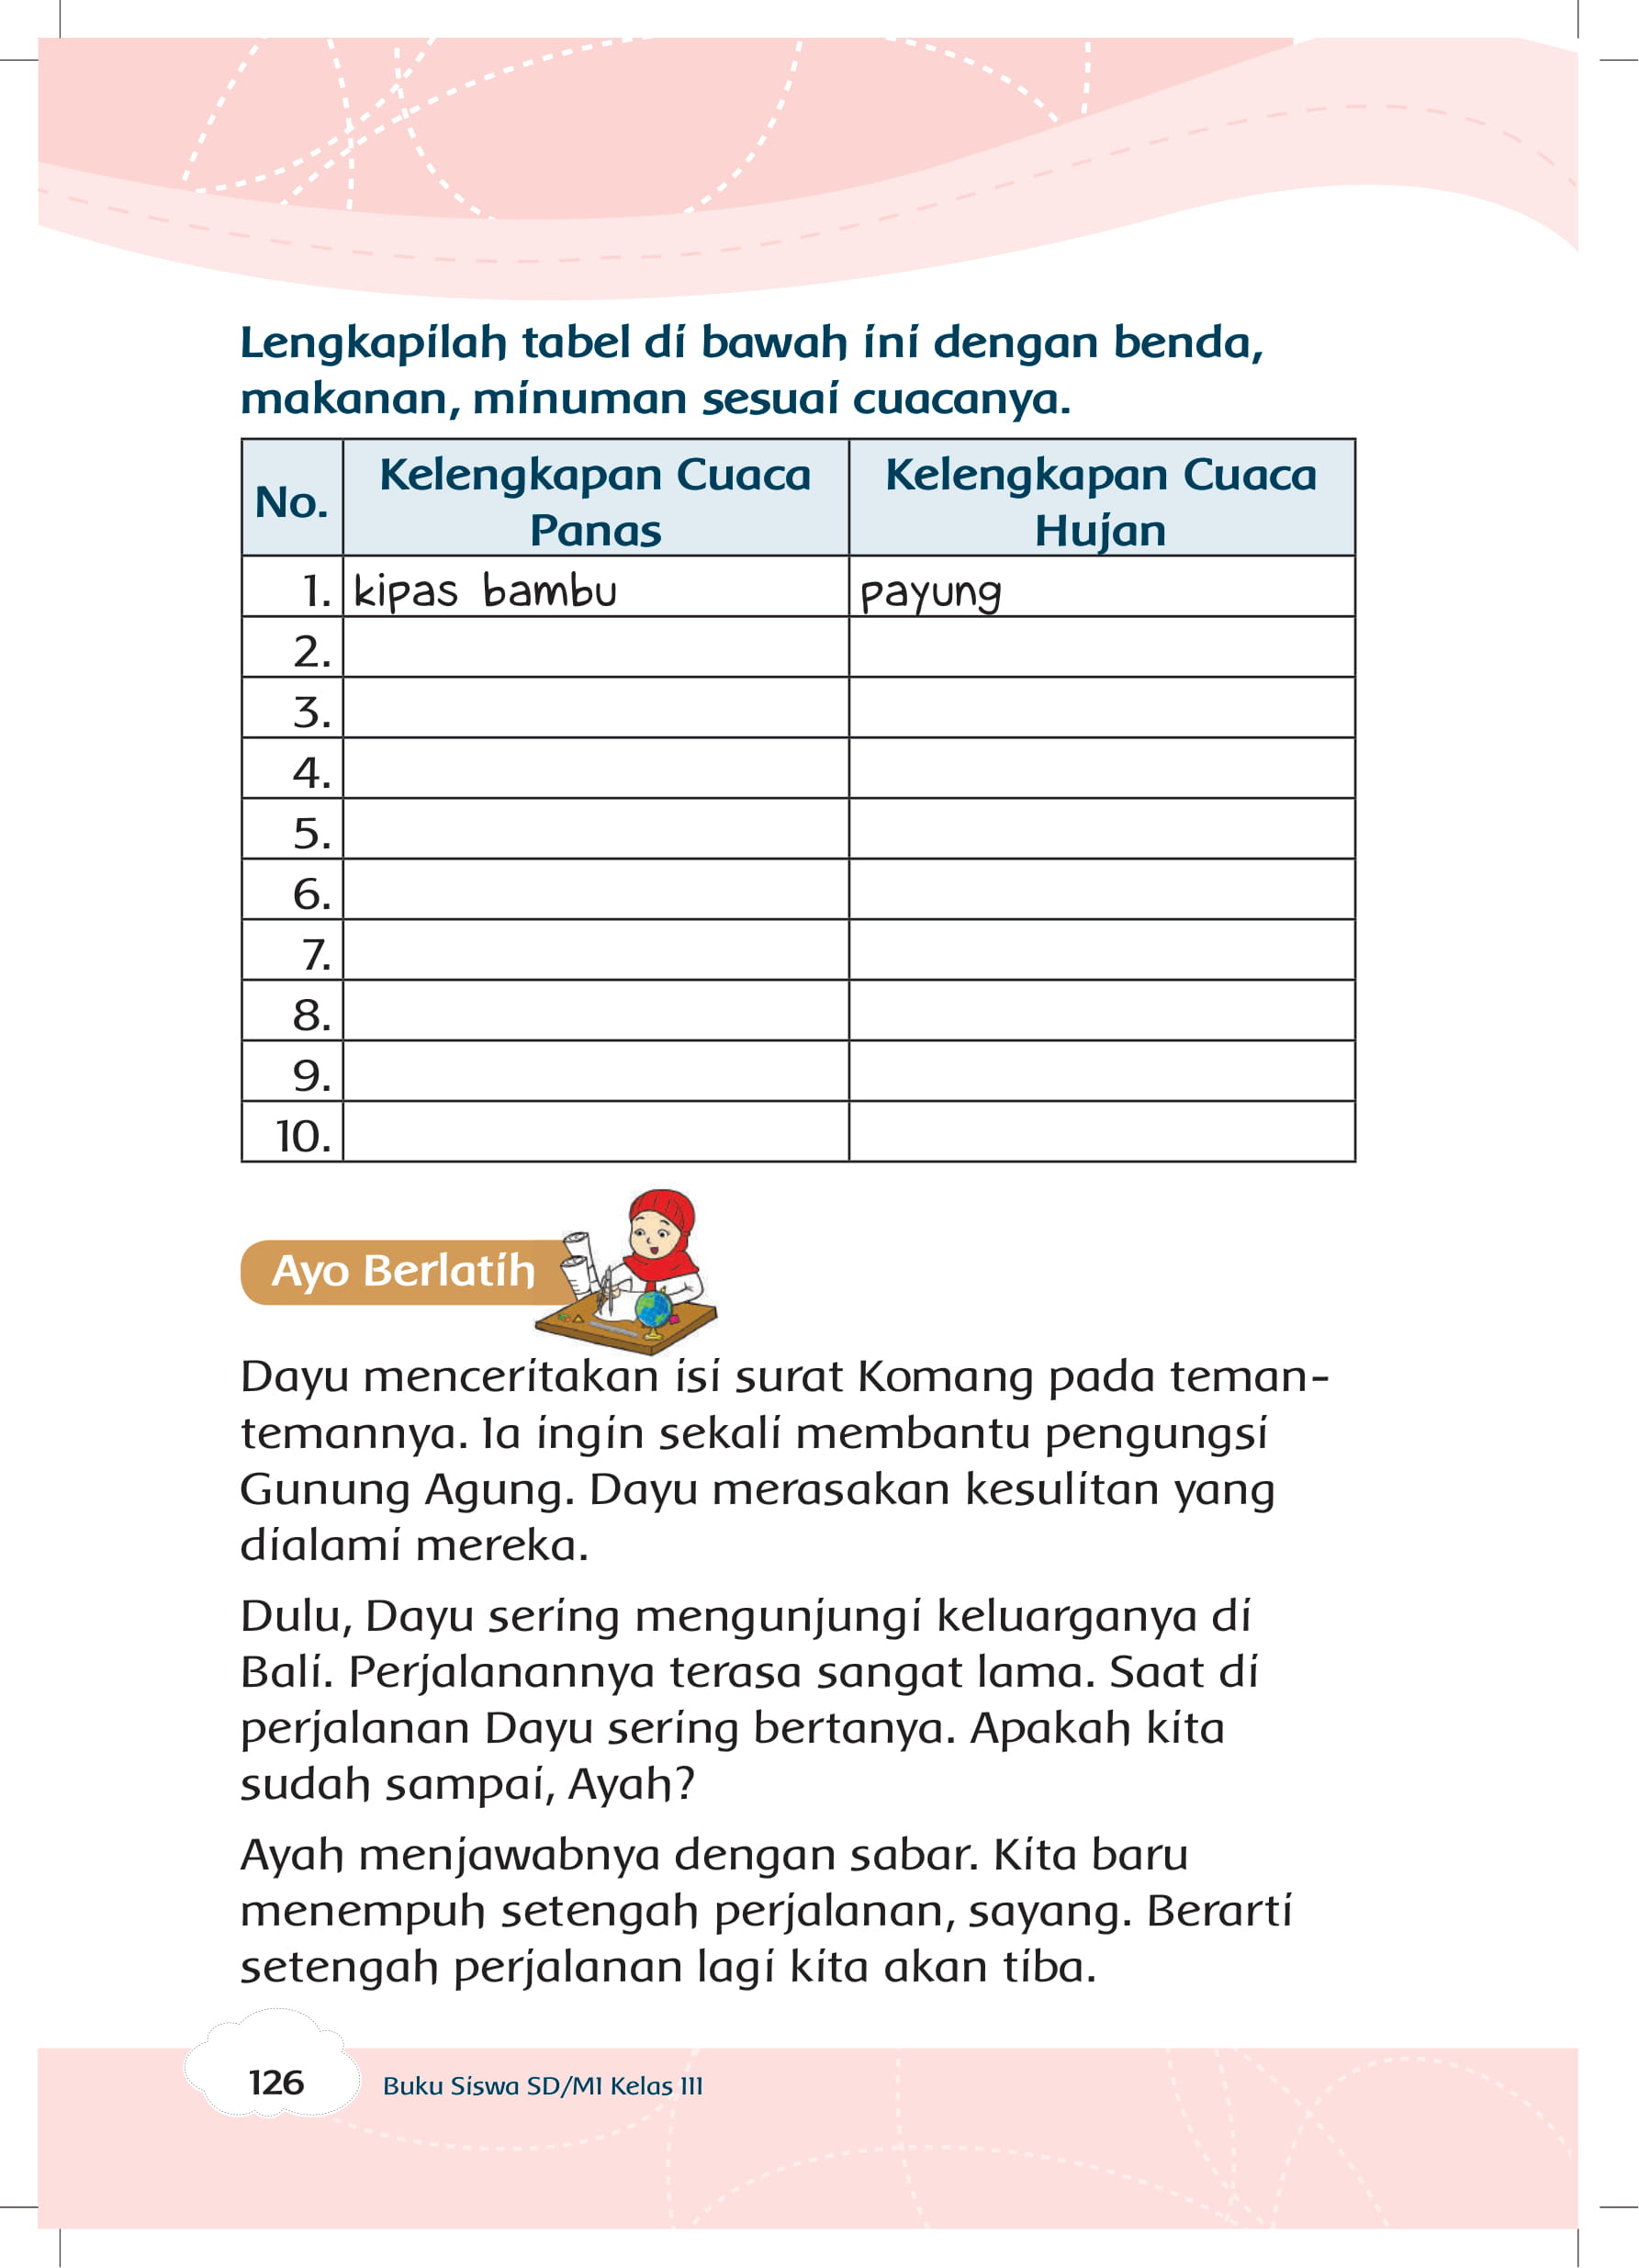 Lengkapilah tabel di bawah ini dengan benda,
makanan, minuman sesuai cuacanya.
No.
Kelengkapan Cuaca
Panas
Kelengkapan Cuaca
Hujan
1. kipas bambu payung
2.
3.
4.
5.
6.
7.
8.
9.
10.
Ayo Berlatih
Dayu menceritakan isi surat Komang pada teman-
temannya. Ia ingin sekali membantu pengungsi
Gunung Agung. Dayu merasakan kesulitan yang
dialami mereka.
Dulu, Dayu sering mengunjungi keluarganya di
Bali. Perjalanannya terasa sangat lama. Saat di
perjalanan Dayu sering bertanya. Apakah kita
sudah sampai, Ayah?
Ayah menjawabnya dengan sabar. Kita baru
menempuh setengah perjalanan, sayang. Berarti
setengah perjalanan lagi kita akan tiba.
126
Buku Siswa SD/MI Kelas III